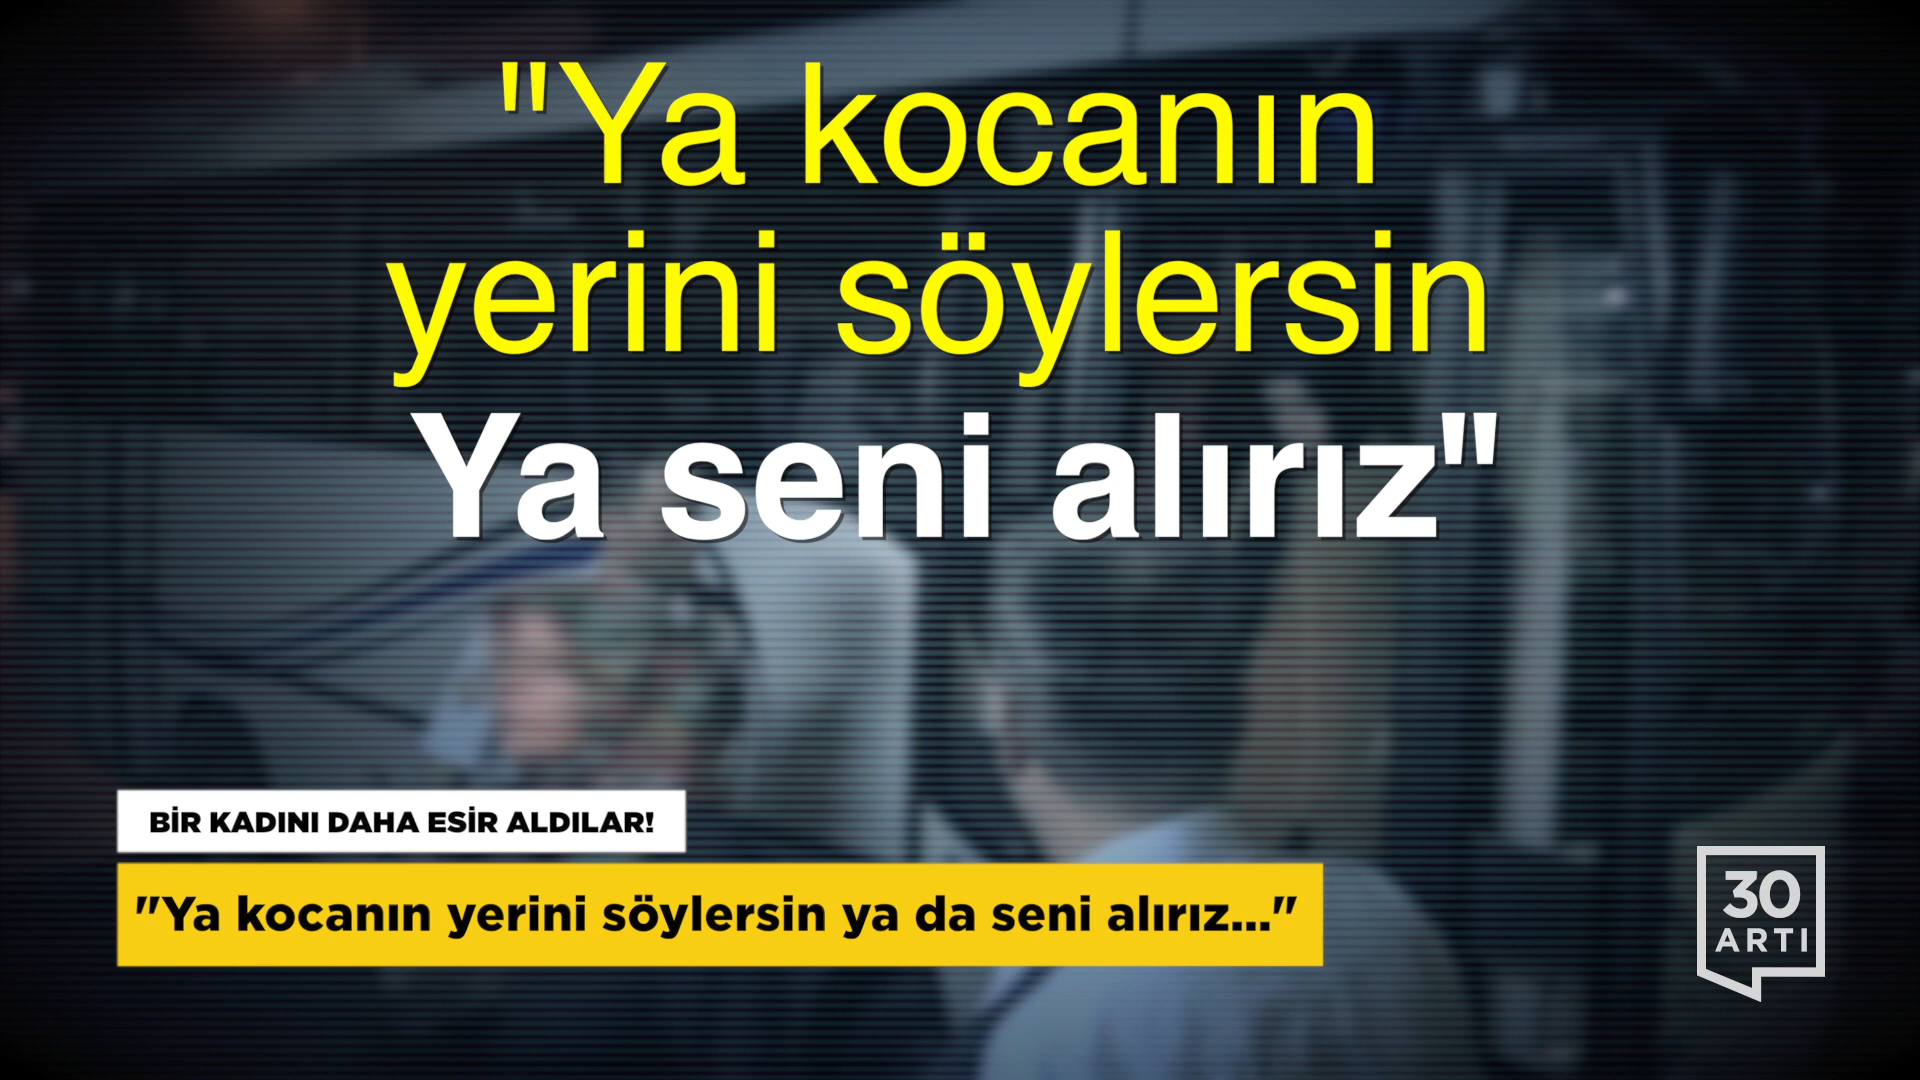 "Ya kocanın
yerini söylersin
Ya seni alırız"
BİR KADINI DAHA ESİR ALDILAR!
"Ya kocanın yerini söylersin ya da seni alırız..."
30
ARTI